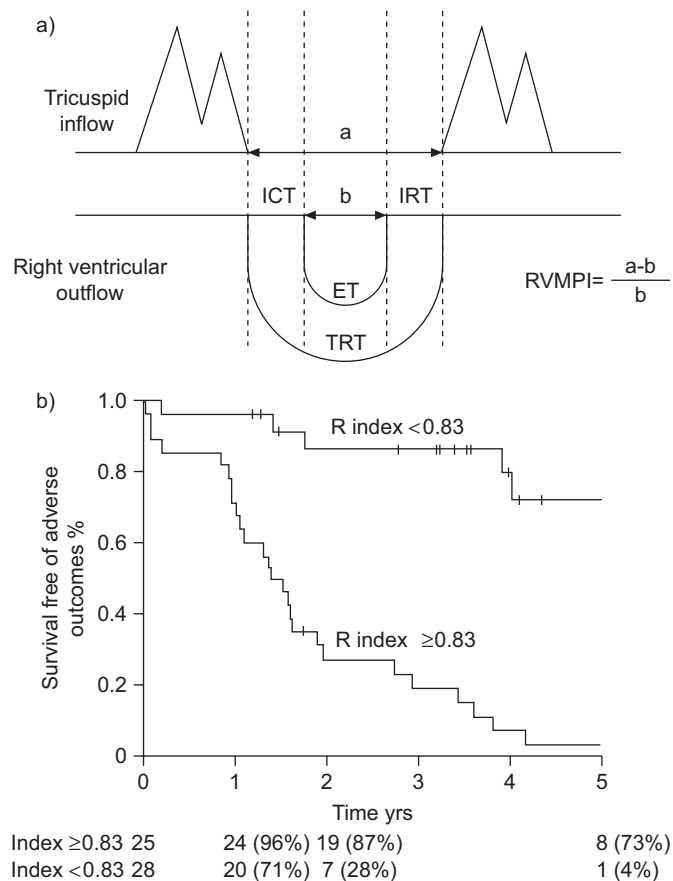 a)
Tricuspid
inflow
a
ICT b IRT
Right ventricular
outflow
ET
TRT
RVMPI= a-b
b
b)
1.0
0.8
0.6
0.4
0.2
0
Survival free of adverse
outcomes %
R index <0.83
R index ≥0.83
0 1 2 3 4 5
Time yrs
Index ≥0.83 25 24 (96%) 19 (87%) 8 (73%)
Index <0.83 28 20 (71%) 7 (28%) 1 (4%)